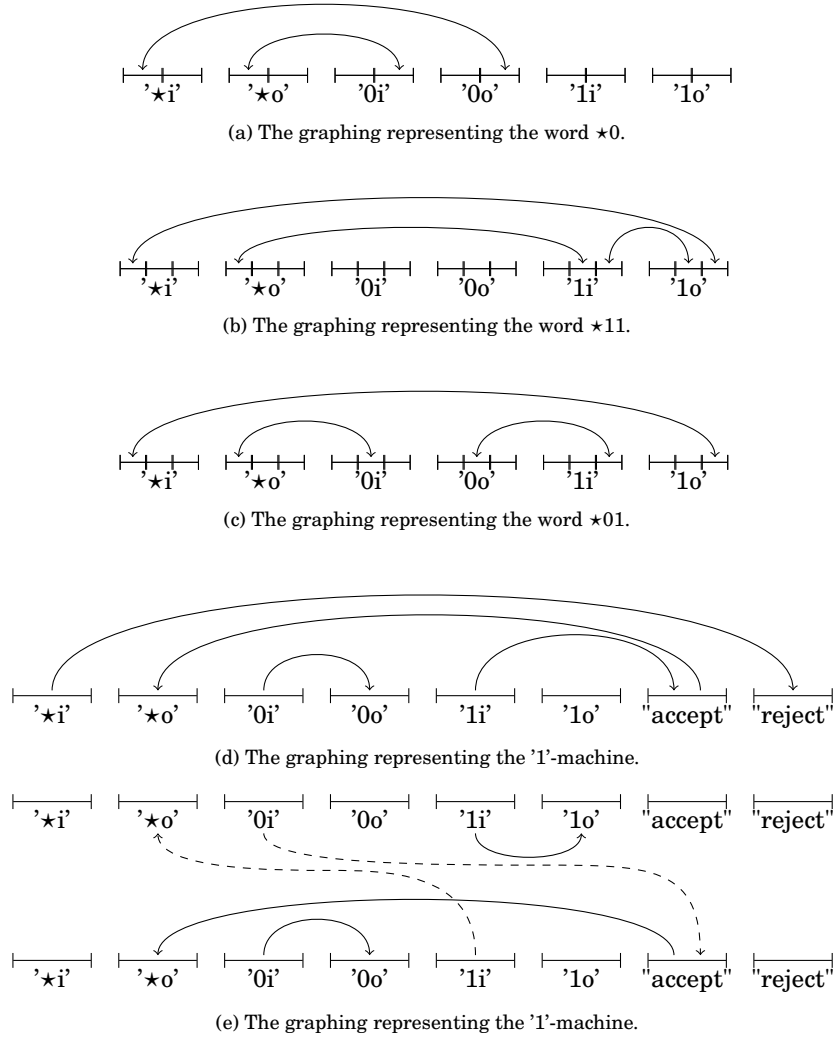 '⋆i' '⋆o' '0i' '0o' '1i' '1o'
(a) The graphing representing the word ⋆0.
'⋆i' '⋆o' '0i' '0o' '1i' '1o'
(b) The graphing representing the word ⋆11.
'⋆i' '⋆o' '0i' '0o' '1i' '1o'
(c) The graphing representing the word ⋆01.
'⋆i' '⋆o' '0i' '0o' '1i' '1o' "accept" "reject"
(d) The graphing representing the '1'-machine.
'⋆i' '⋆o' '0i' '0o' '1i' '1o' "accept" "reject"
'⋆i' '⋆o' '0i' '0o' '1i' '1o' "accept" "reject"
(e) The graphing representing the '1'-machine.